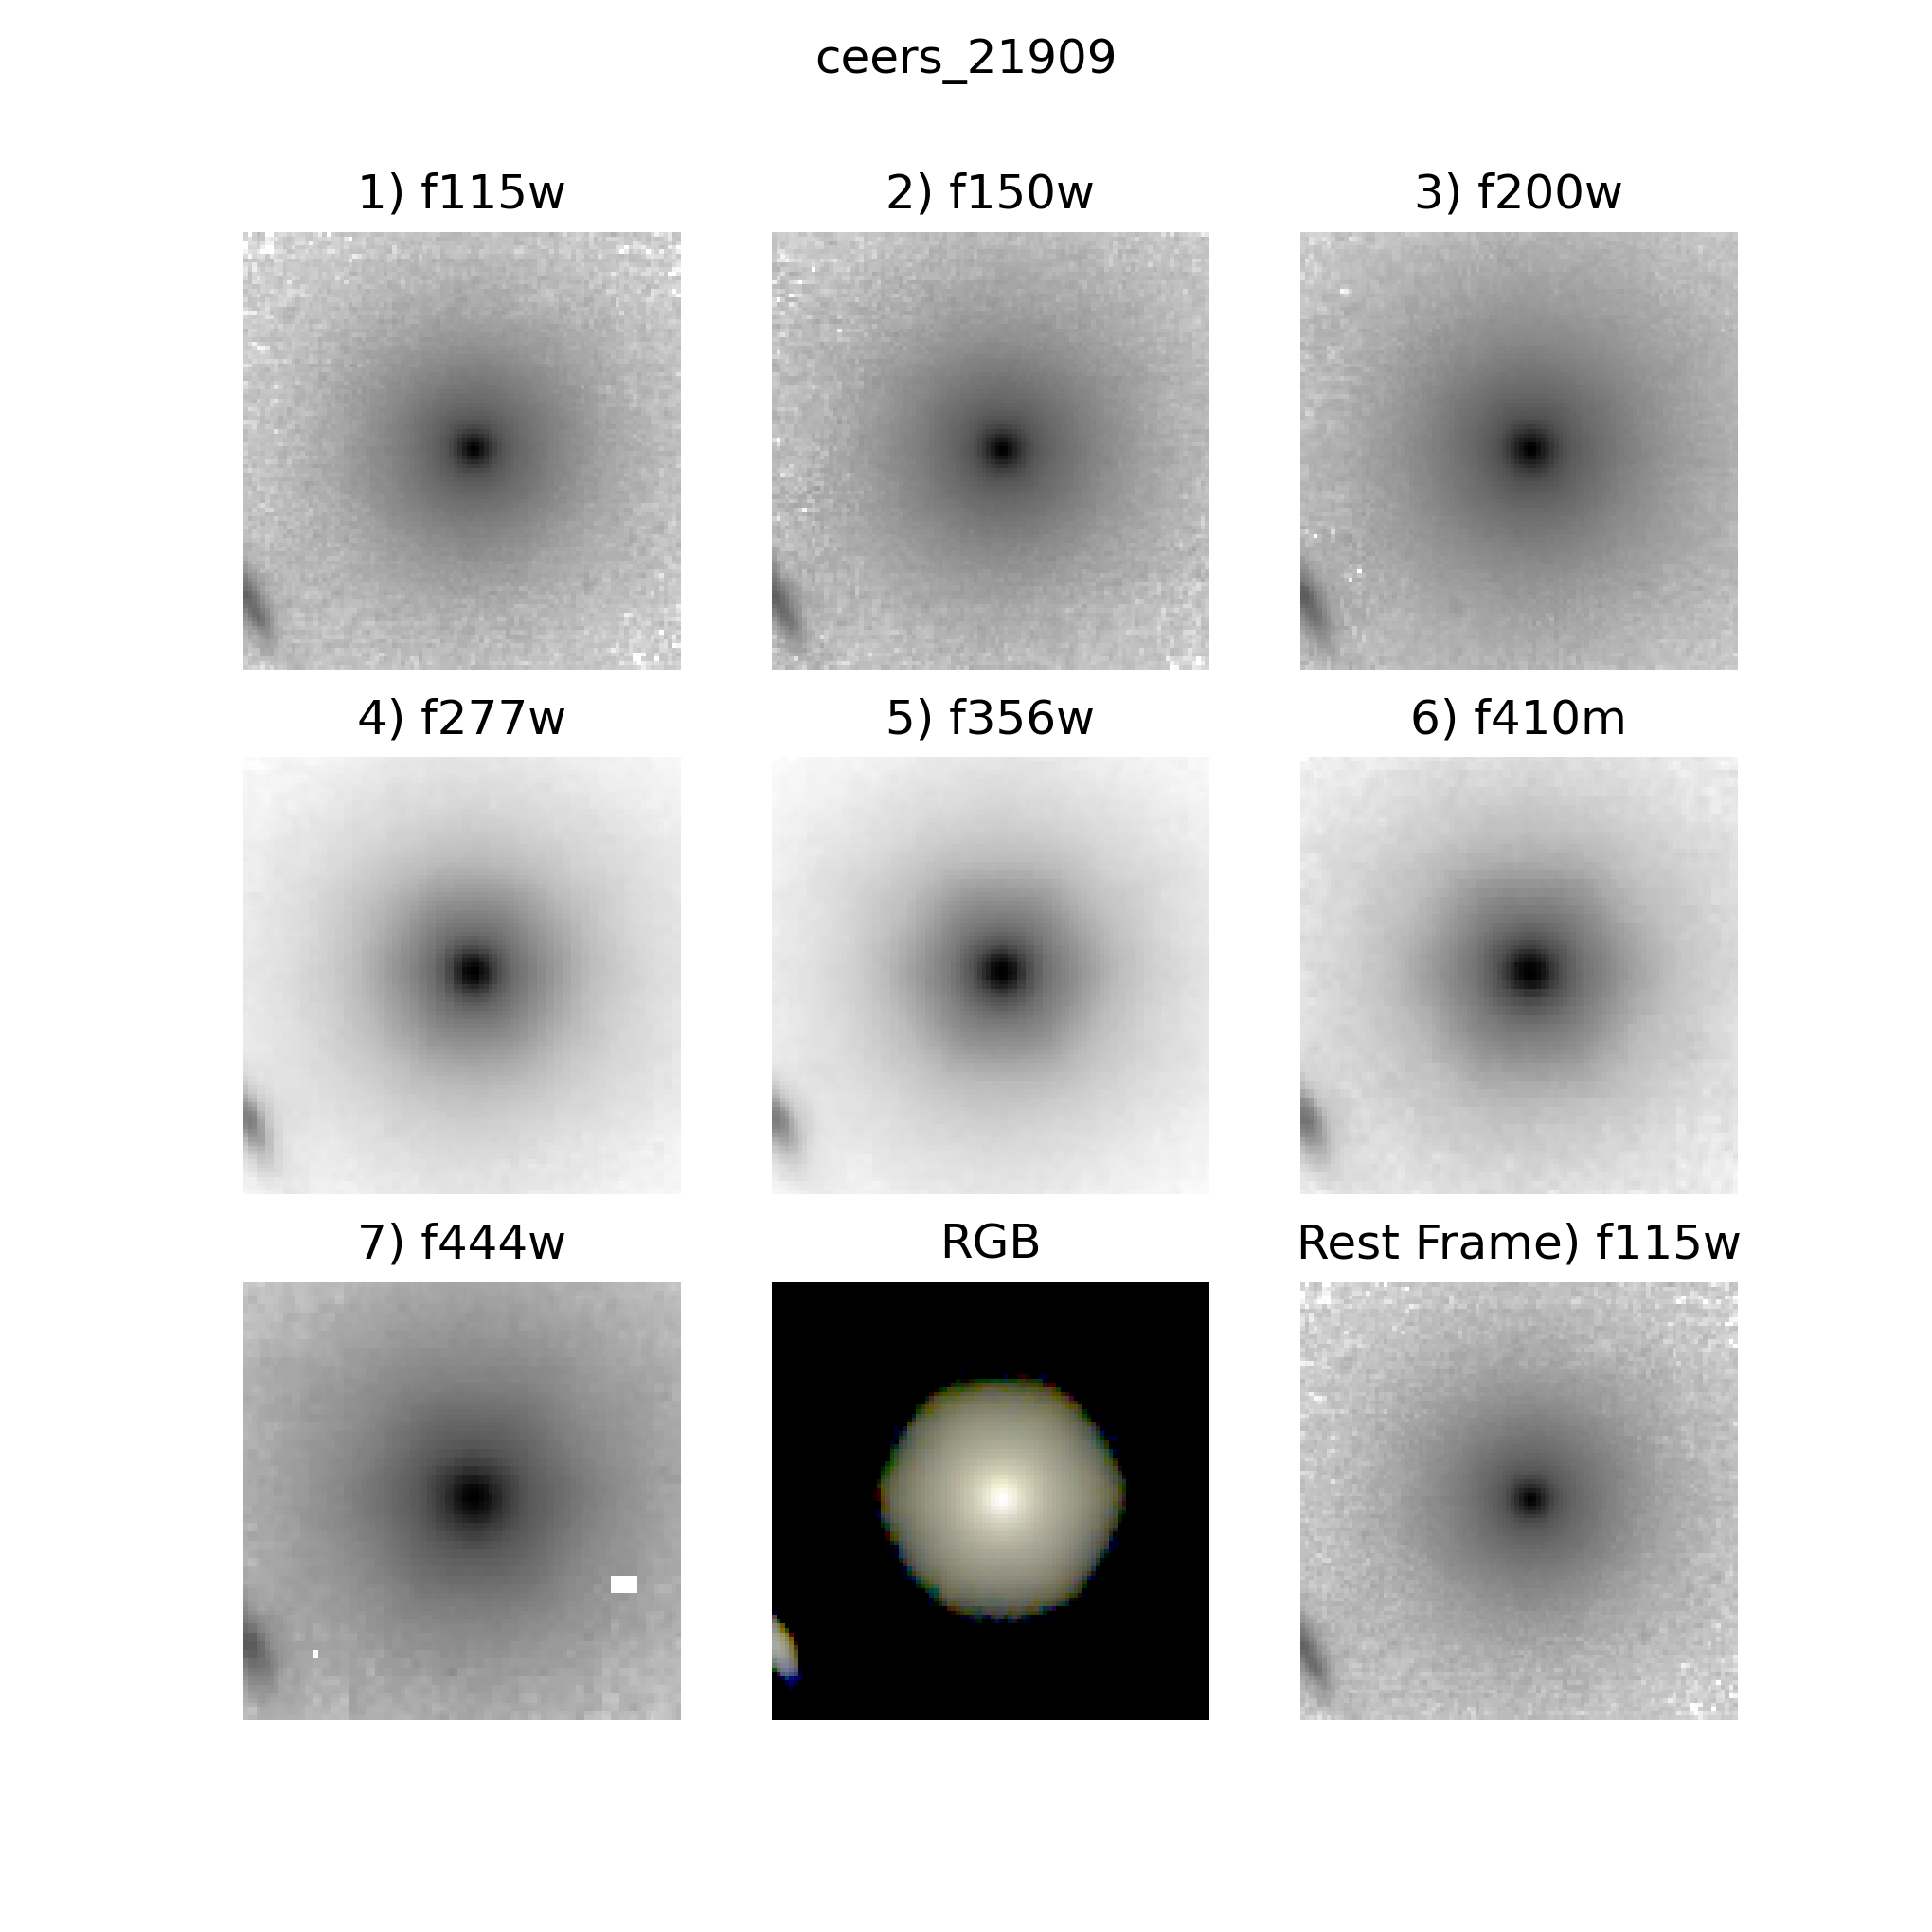 ceers_21909
1) f115w
2) f150w
3) f200w
4) f277w
5) f356w
6) f410m
7) f444w
RGB
Rest Frame) f115w